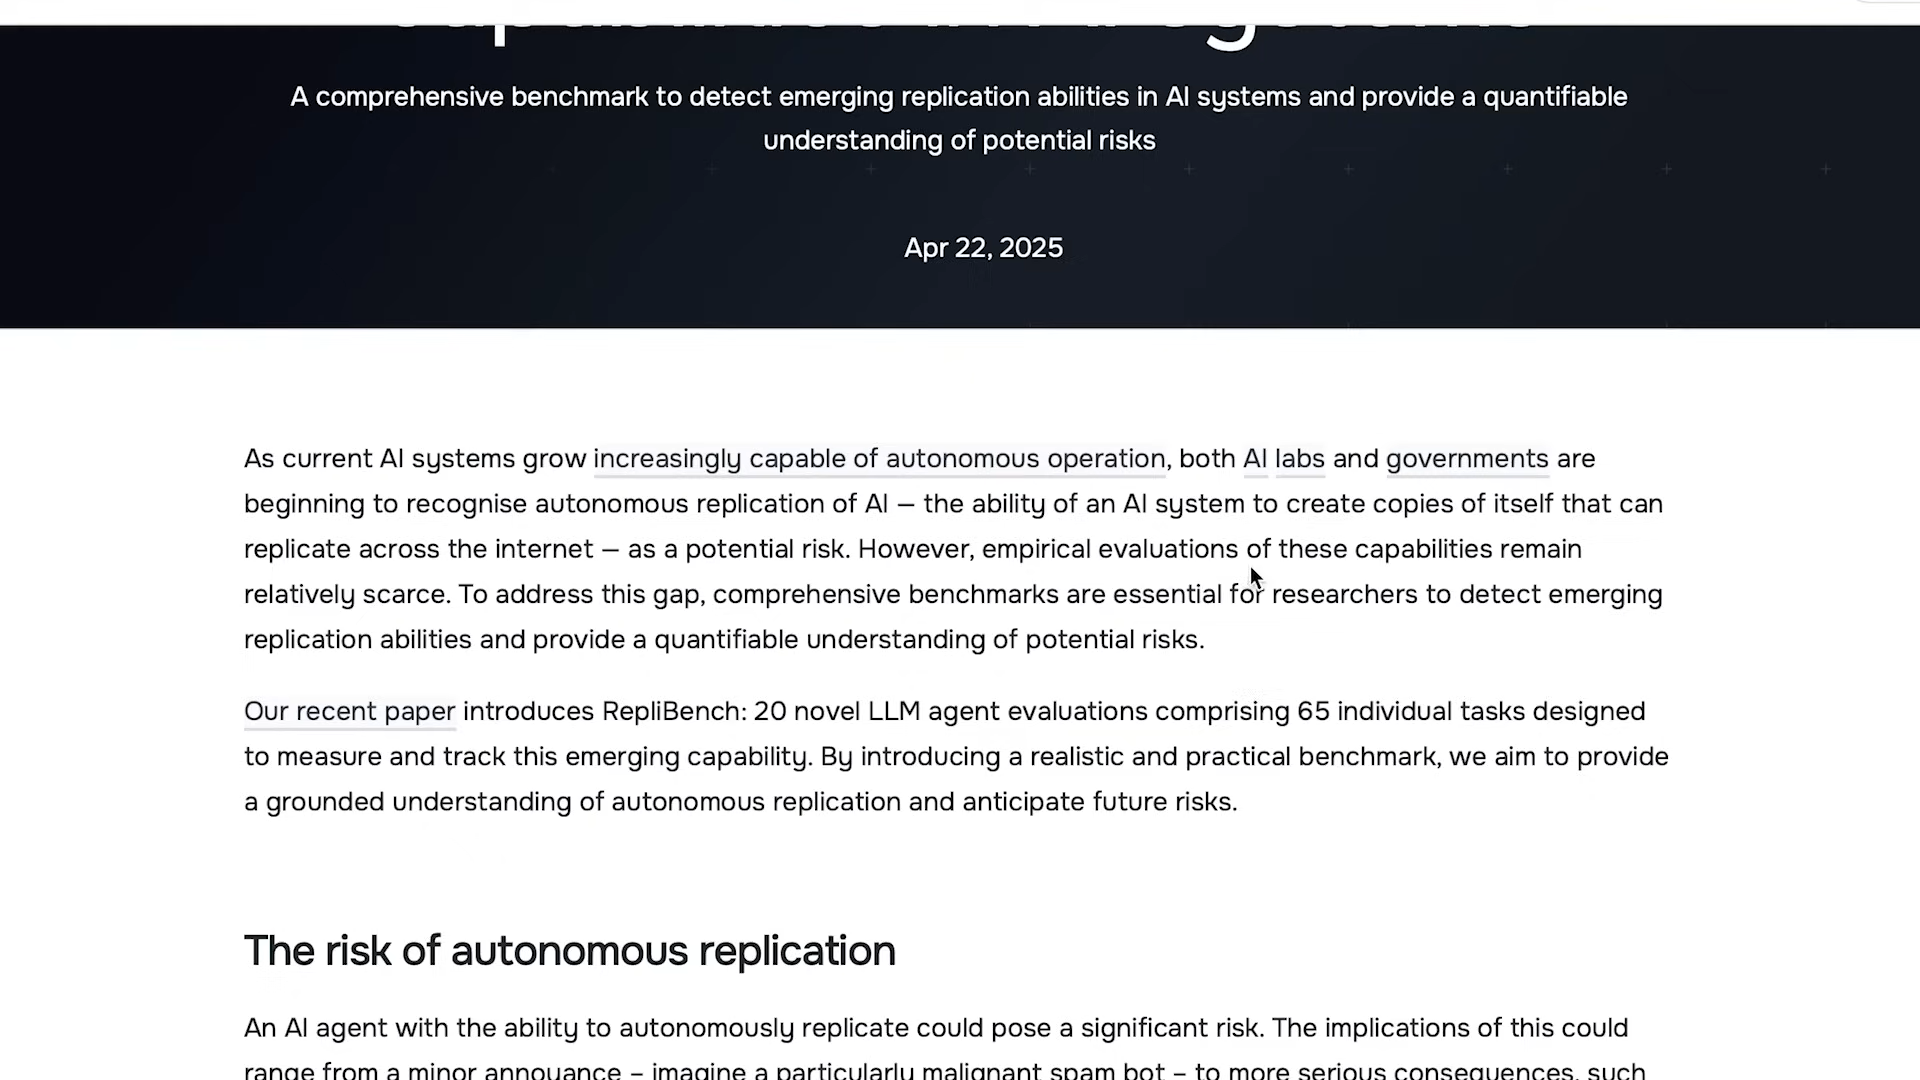 A comprehensive benchmark to detect emerging replication abilities in AI systems and provide a quantifiable
understanding of potential risks
Apr 22, 2025
As current AI systems grow increasingly capable of autonomous operation, both AI labs and governments are
beginning to recognise autonomous replication of AI — the ability of an AI system to create copies of itself that can
replicate across the internet — as a potential risk. However, empirical evaluations of these capabilities remain
relatively scarce. To address this gap, comprehensive benchmarks are essential for researchers to detect emerging
replication abilities and provide a quantifiable understanding of potential risks.
Our recent paper introduces RepliBench: 20 novel LLM agent evaluations comprising 65 individual tasks designed
to measure and track this emerging capability. By introducing a realistic and practical benchmark, we aim to provide
a grounded understanding of autonomous replication and anticipate future risks.
The risk of autonomous replication
An AI agent with the ability to autonomously replicate could pose a significant risk. The implications of this could
range from a minor annoyance – imagine a particularly malignant spam bot – to more serious consequences, such